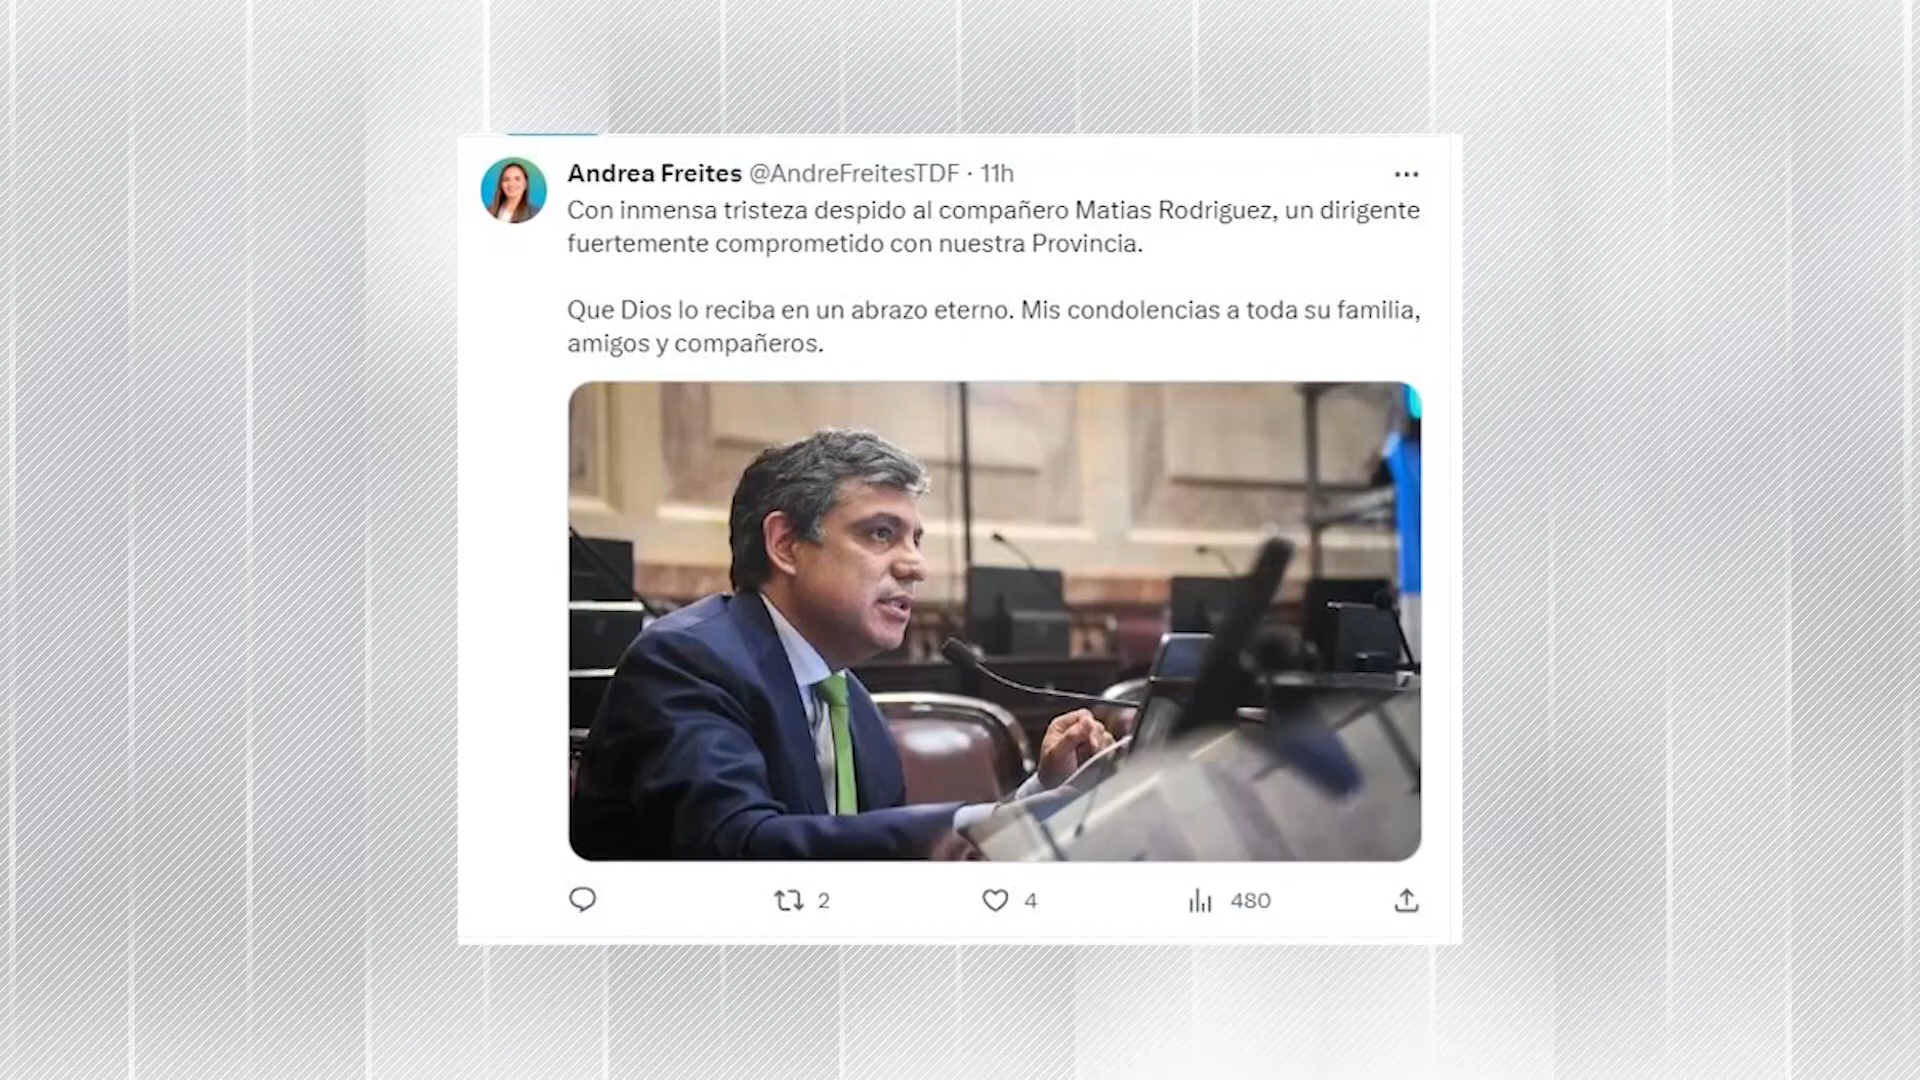 Andrea Freites @AndreFreitesTDF · 11h
Con inmensa tristeza despido al compañero Matias Rodriguez, un dirigente
fuertemente comprometido con nuestra Provincia.
Que Dios lo reciba en un abrazo eterno. Mis condolencias a toda su familia,
amigos y compañeros.
2 4 480